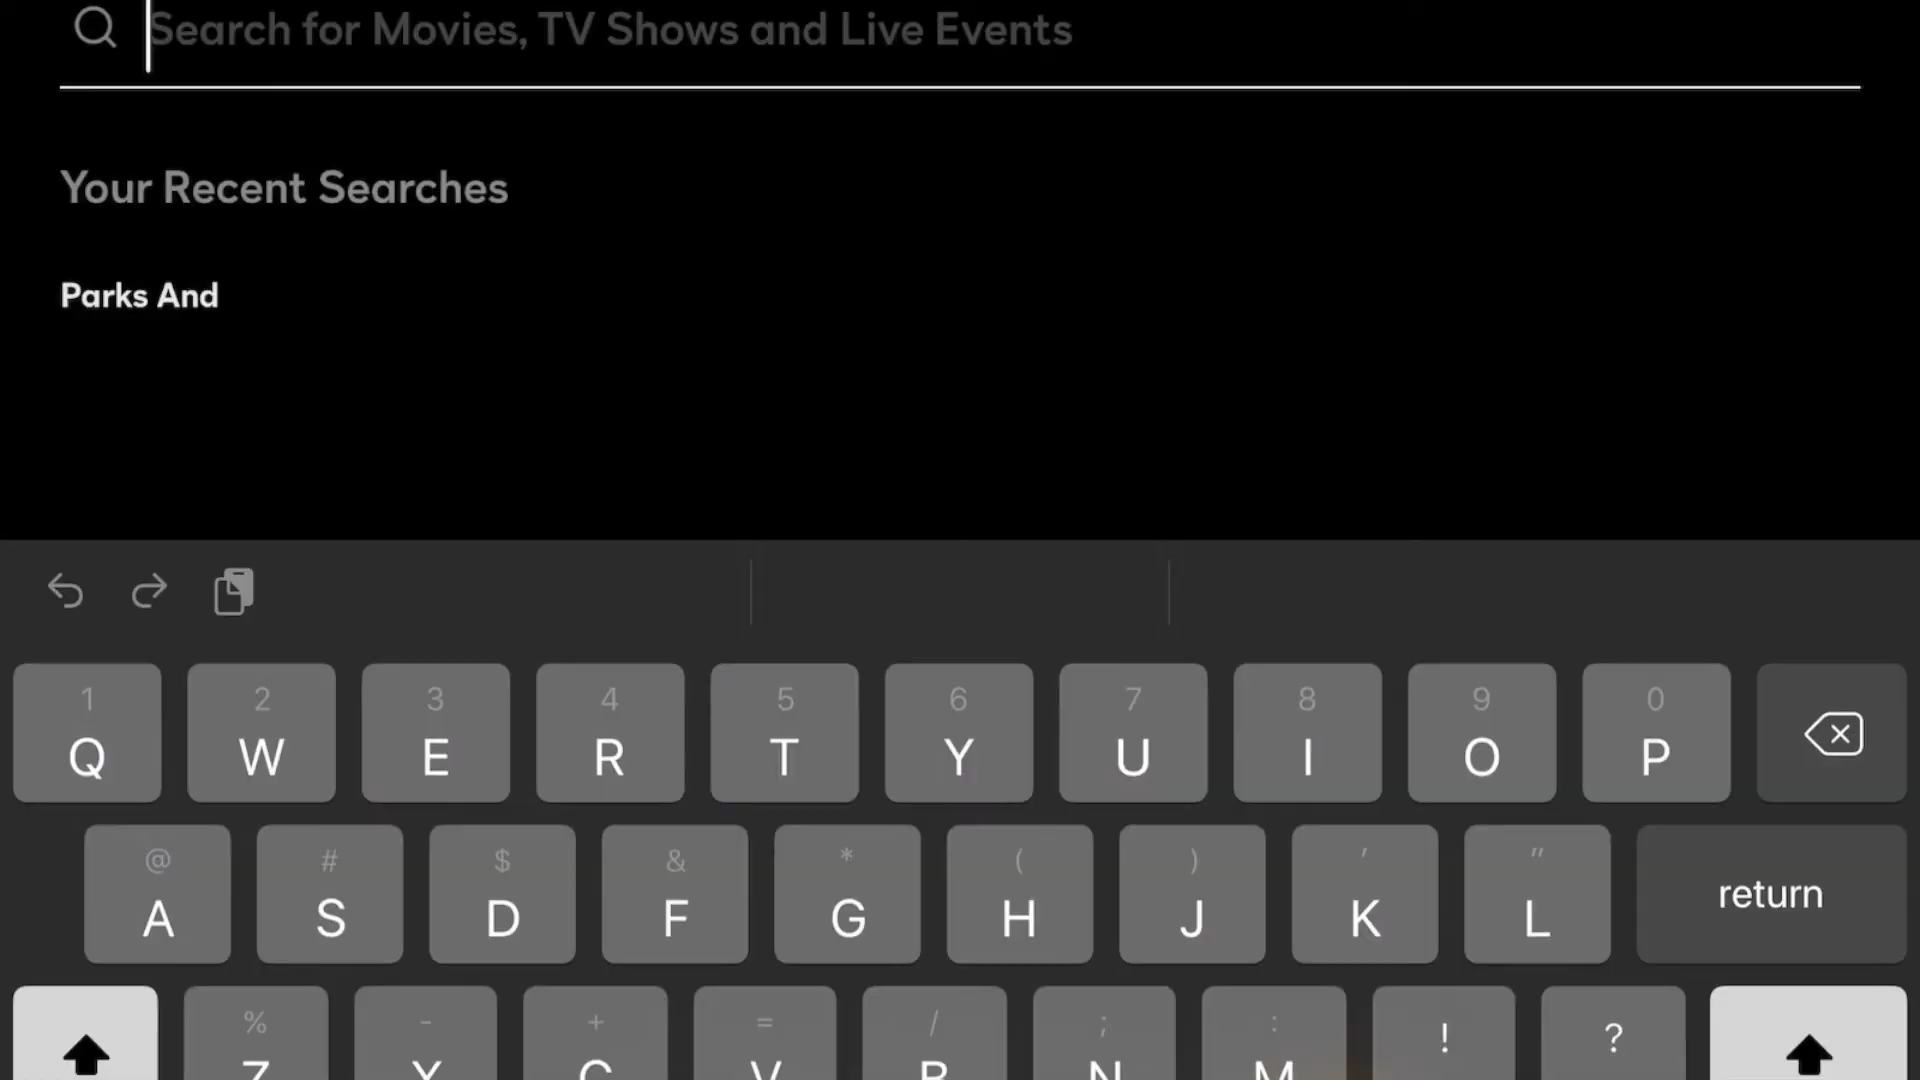 Search for Movies, TV Shows and Live Events
Your Recent Searches
Parks And
1 2 3 4 5 6 7 8 9 0
Q W E R T Y U I O P
@ # $ & * ( ) ' "
A S D F G H J K L return
% - + = / ; : ! ?
Z X C V B N M